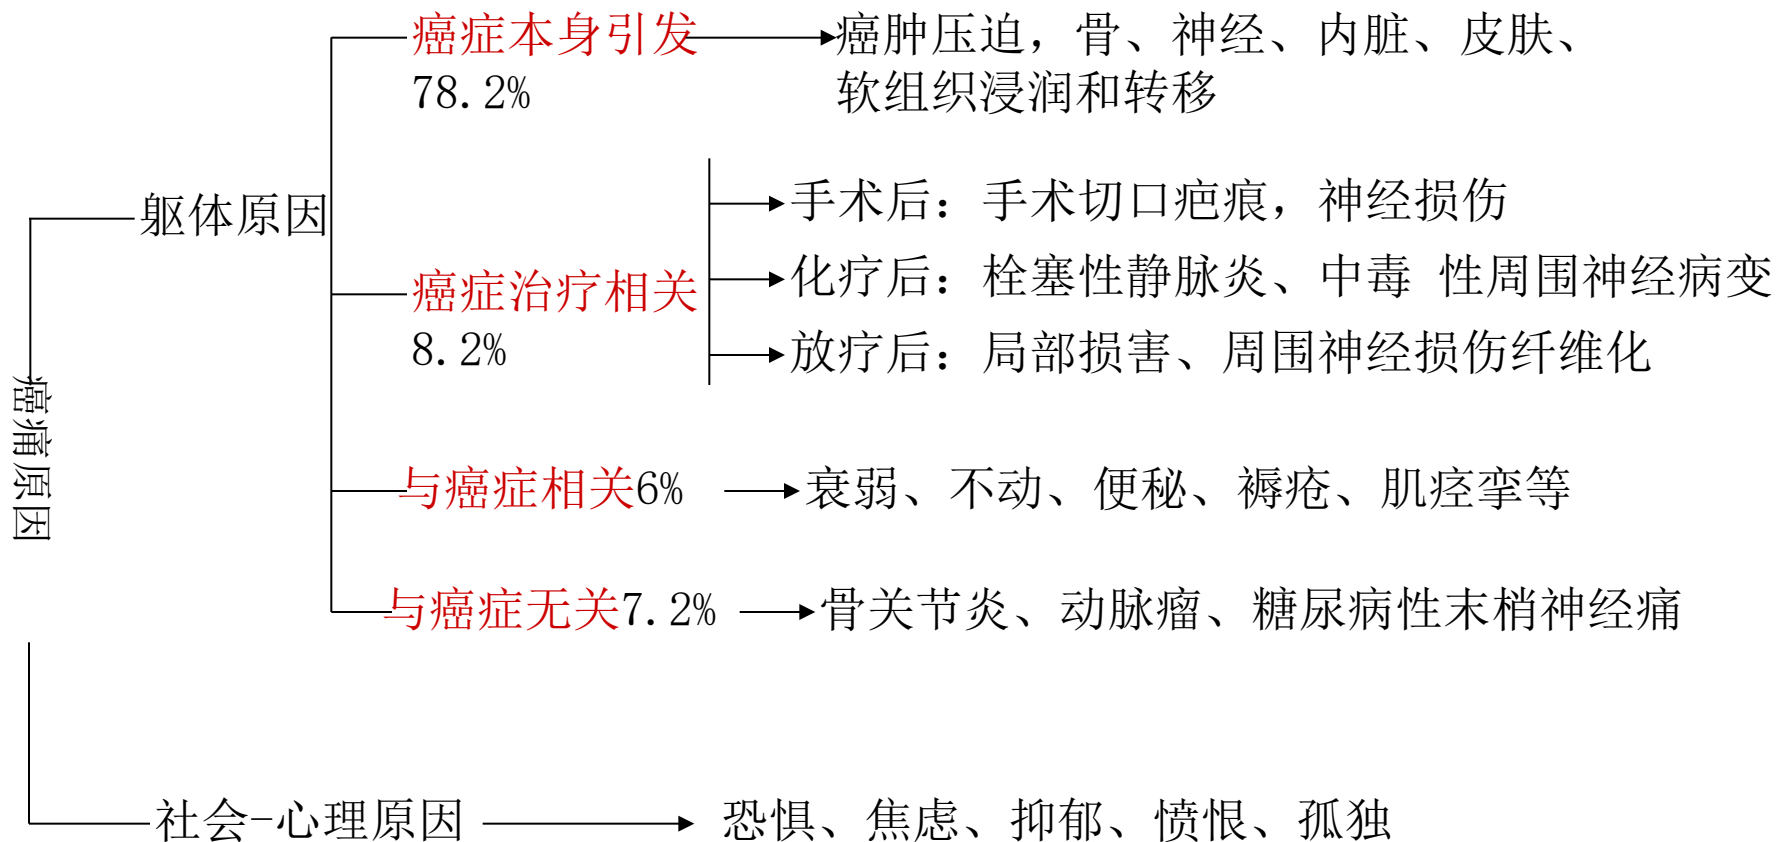 癌症本身引发
78.2%
癌肿压迫，骨、神经、内脏、皮肤、
软组织浸润和转移
躯体原因
癌症治疗相关
8.2%
手术后：手术切口疤痕，神经损伤
化疗后：栓塞性静脉炎、中毒 性周围神经病变
放疗后：局部损害、周围神经损伤纤维化
癌痛原因
与癌症相关6%
衰弱、不动、便秘、褥疮、肌痉挛等
与癌症无关7.2%
骨关节炎、动脉瘤、糖尿病性末梢神经痛
社会-心理原因
恐惧、焦虑、抑郁、愤恨、孤独